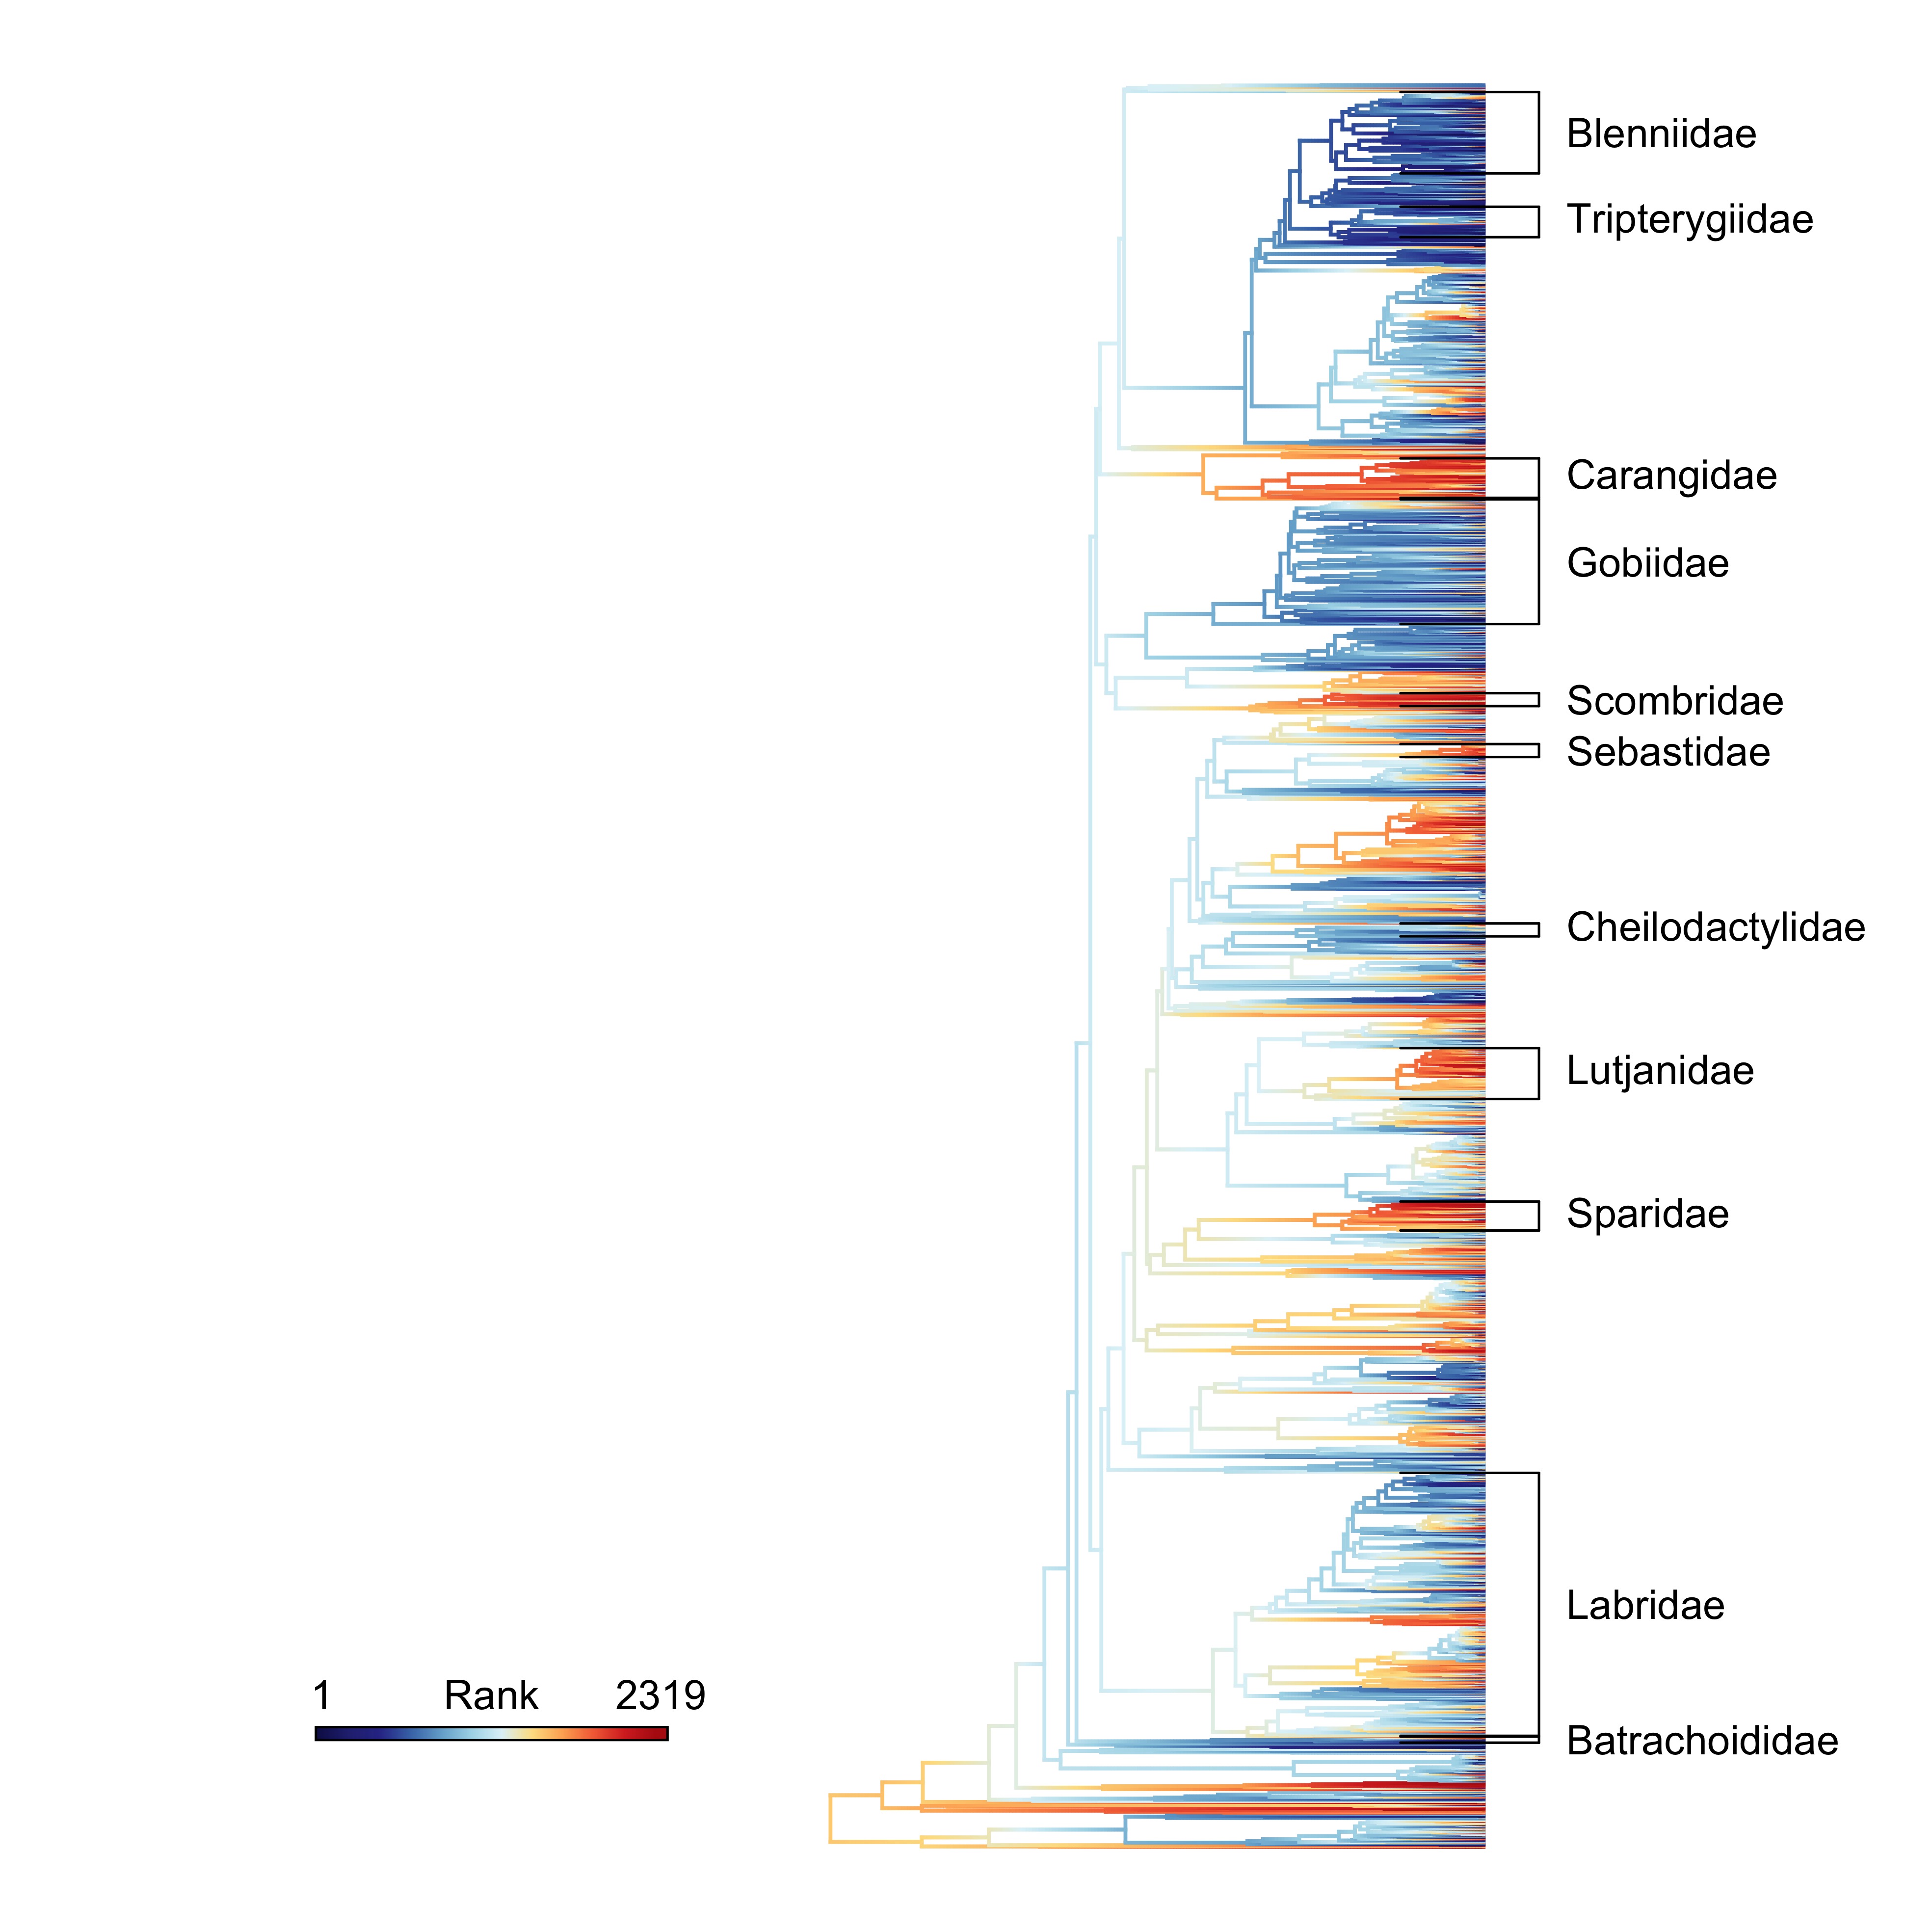 Blenniidae
Tripterygiidae
Carangidae
Gobiidae
Scombridae
Sebastidae
Cheilodactylidae
Lutjanidae
Sparidae
Labridae
Batrachoididae
1 Rank 2319